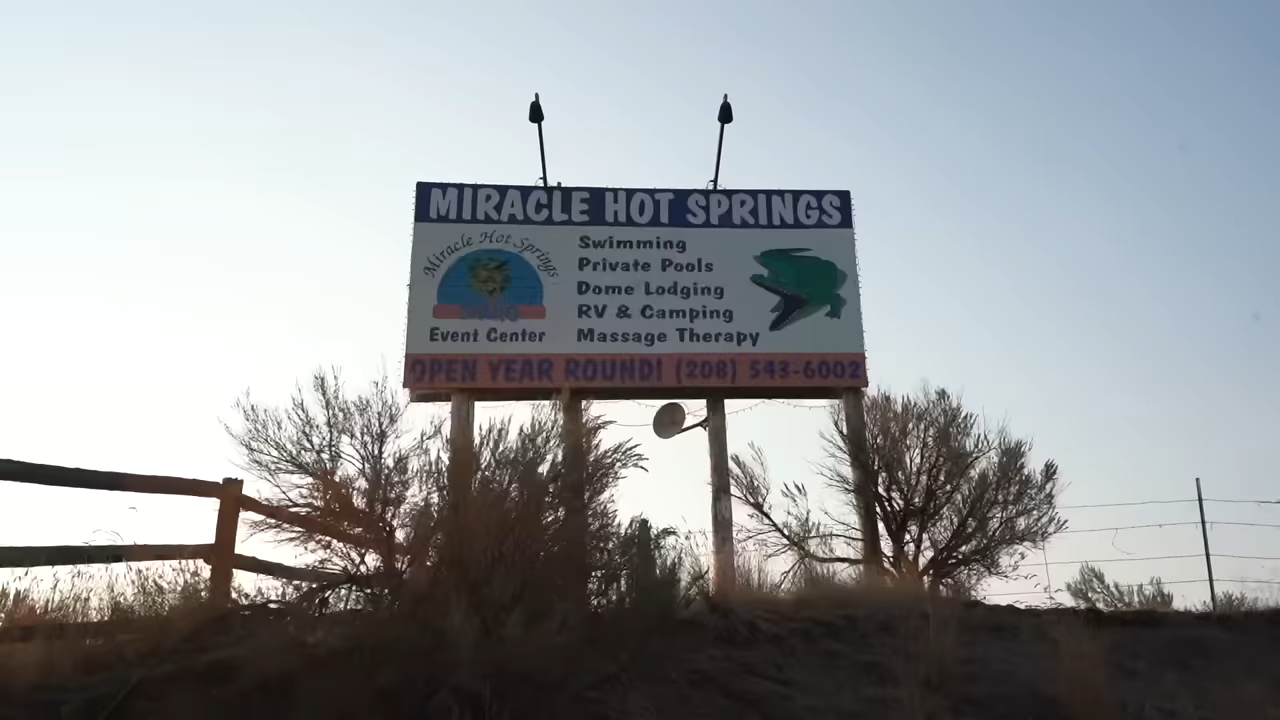 MIRACLE HOT SPRINGS
Miracle Hot Springs
Event Center
Swimming
Private Pools
Dome Lodging
RV & Camping
Massage Therapy
OPEN YEAR ROUND! (208) 543-6002